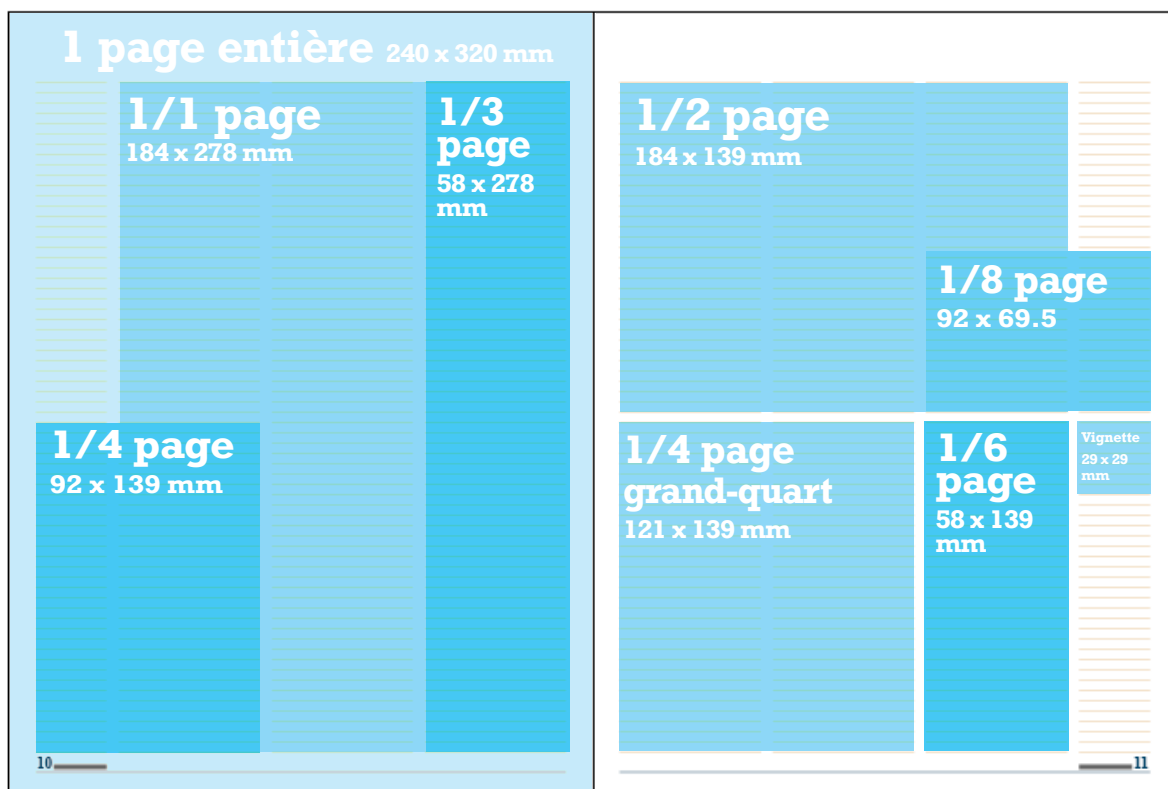 1 page entière 240 x 320 mm
1/1 page
184 x 278 mm
1/3
page
58 x 278
mm
1/4 page
92 x 139 mm
10
1/2 page
184 x 139 mm
1/8 page
92 x 69.5
1/4 page
grand-quart
121 x 139 mm
1/6
page
58 x 139
mm
Vignette
29 x 29
mm
11